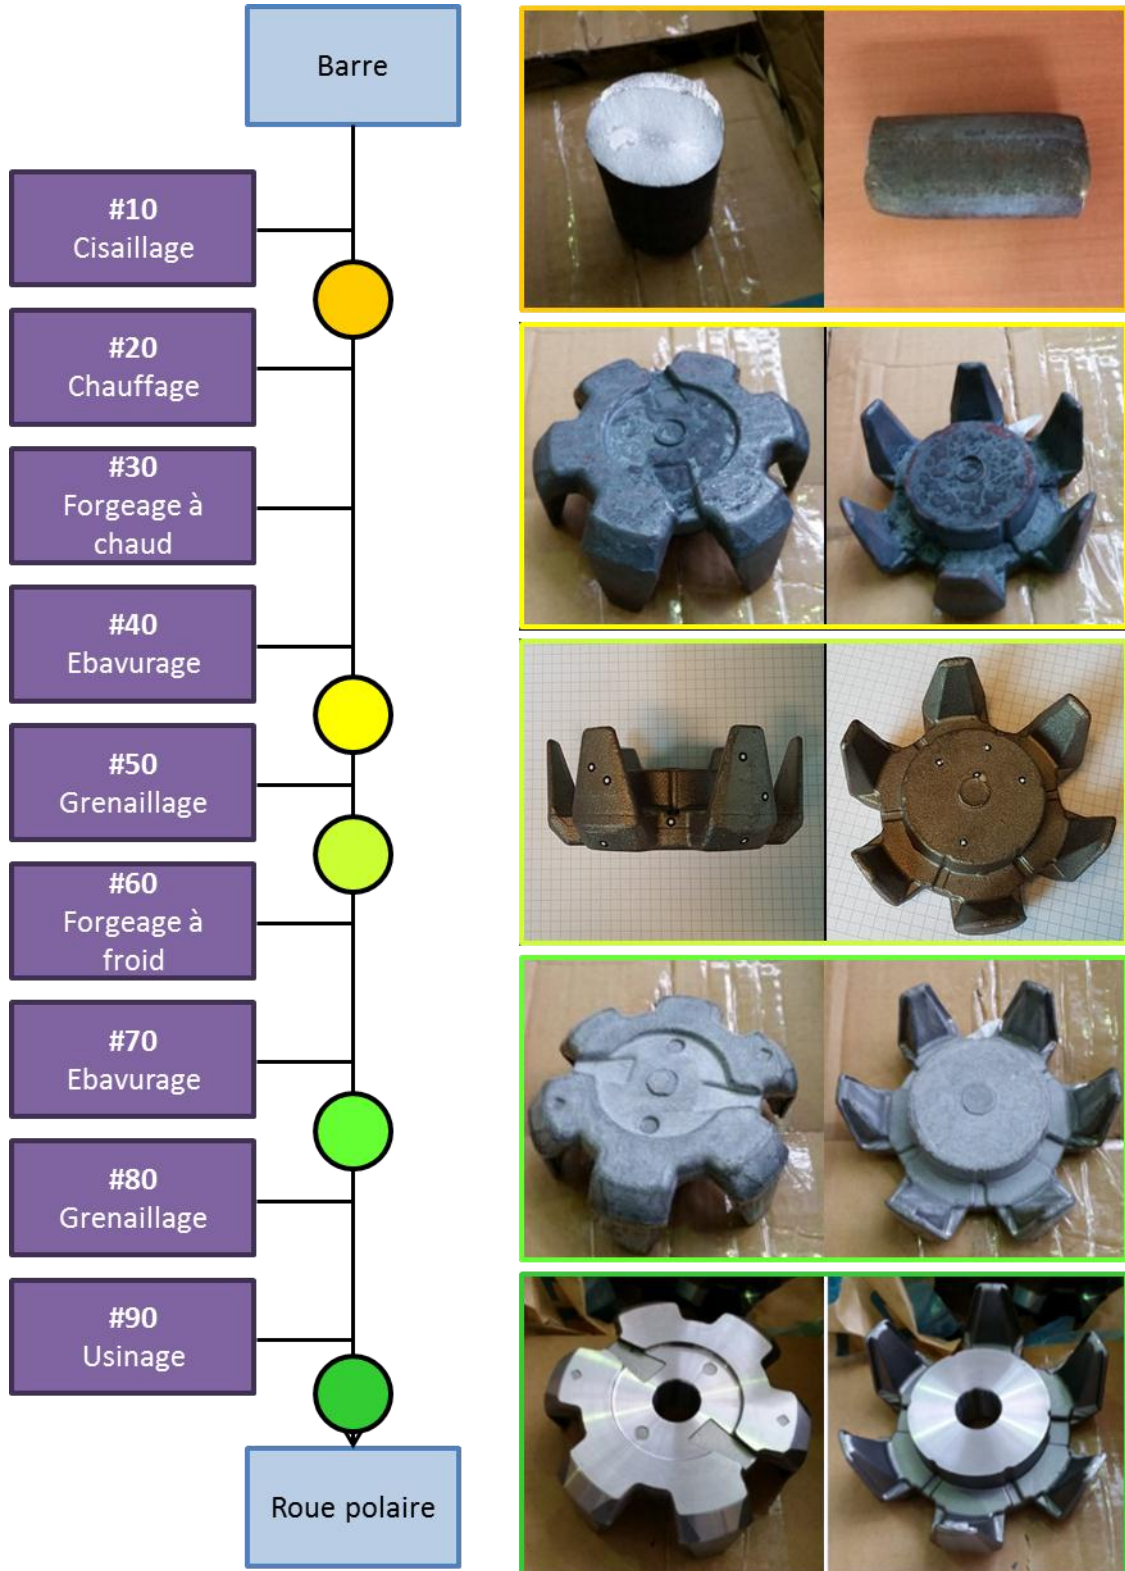 Barre
#10
Cisaillage
#20
Chauffage
#30
Forgeage à
chaud
#40
Ebavurage
#50
Grenaillage
#60
Forgeage à
froid
#70
Ebavurage
#80
Grenaillage
#90
Usinage
Roue polaire